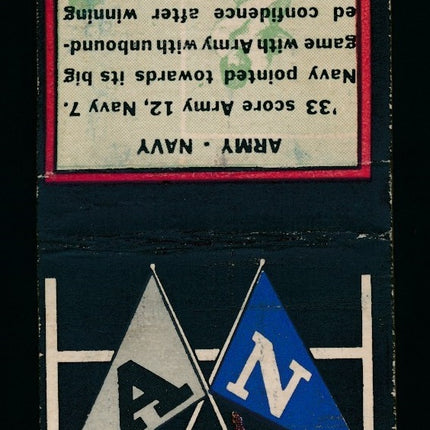 ARMY - NAVY
'33 score Army 12, Navy 7.
Navy pointed towards its big
game with Army with unbound-
ed confidence after winning
A
N